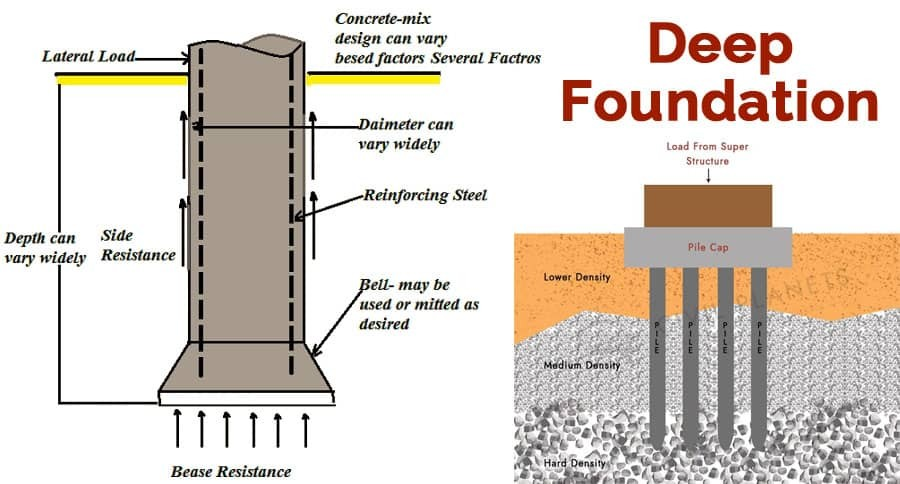 Concrete-mix
design can vary
besed factors Several Factros
Lateral Load
Daimeter can
vary widely
Reinforcing Steel
Depth can
vary widely
Side
Resistance
Bell- may be
used or mitted as
desired
Bease Resistance
Deep
Foundation
Load From Super
Structure
Pile Cap
Lower Density
PLANETS
PILE
PILE
PILE
PILE
Medium Density
Hard Density